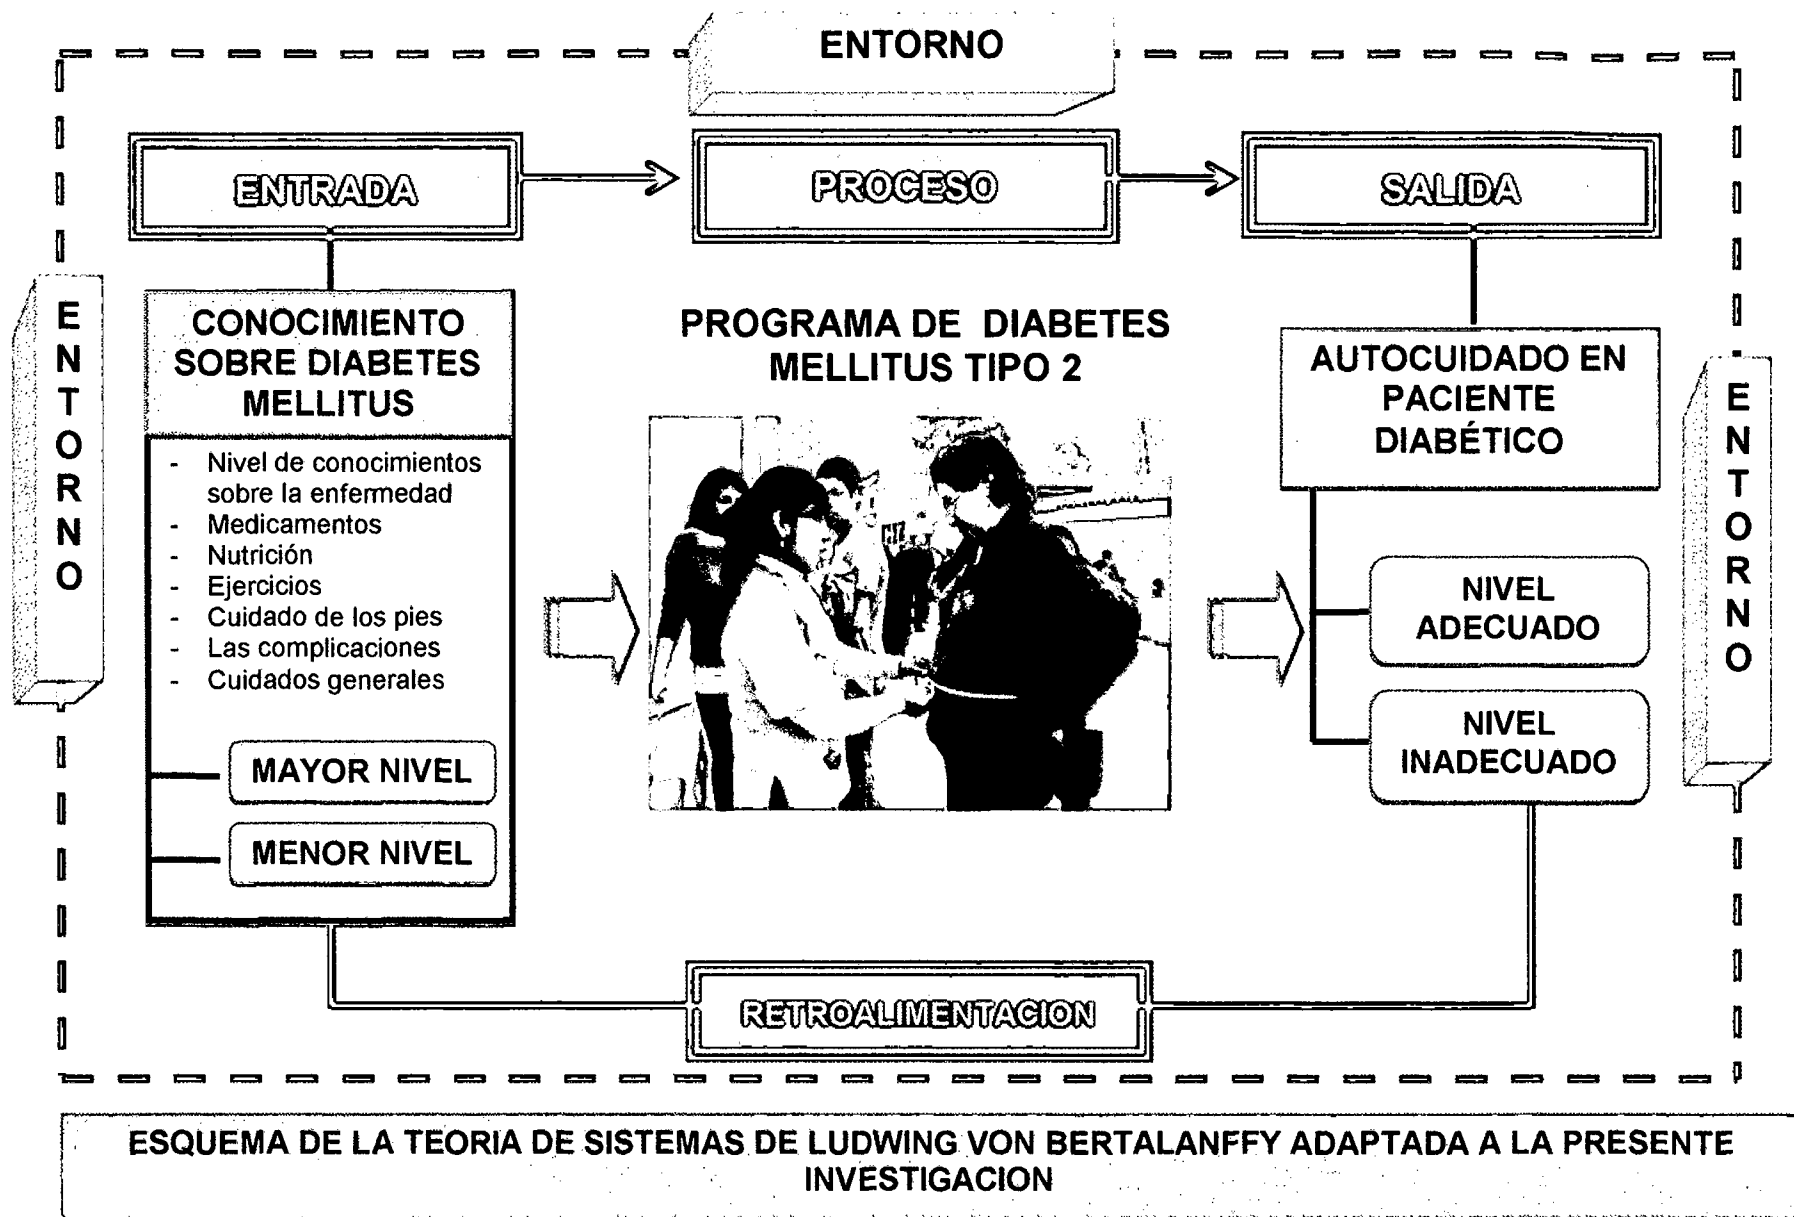 ENTORNO
ENTRADA
PROCESO
SALIDA
ENTORNO
CONOCIMIENTO
SOBRE DIABETES
MELLITUS
- Nivel de conocimientos
sobre la enfermedad
- Medicamentos
- Nutrición
- Ejercicios
- Cuidado de los pies
- Las complicaciones
- Cuidados generales
MAYOR NIVEL
MENOR NIVEL
PROGRAMA DE DIABETES
MELLITUS TIPO 2
AUTOCUIDADO EN
PACIENTE
DIABÉTICO
NIVEL
ADECUADO
NIVEL
INADECUADO
ENTORNO
RETROALIMENTACION
ESQUEMA DE LA TEORIA DE SISTEMAS DE LUDWING VON BERTALANFFY ADAPTADA A LA PRESENTE
INVESTIGACION